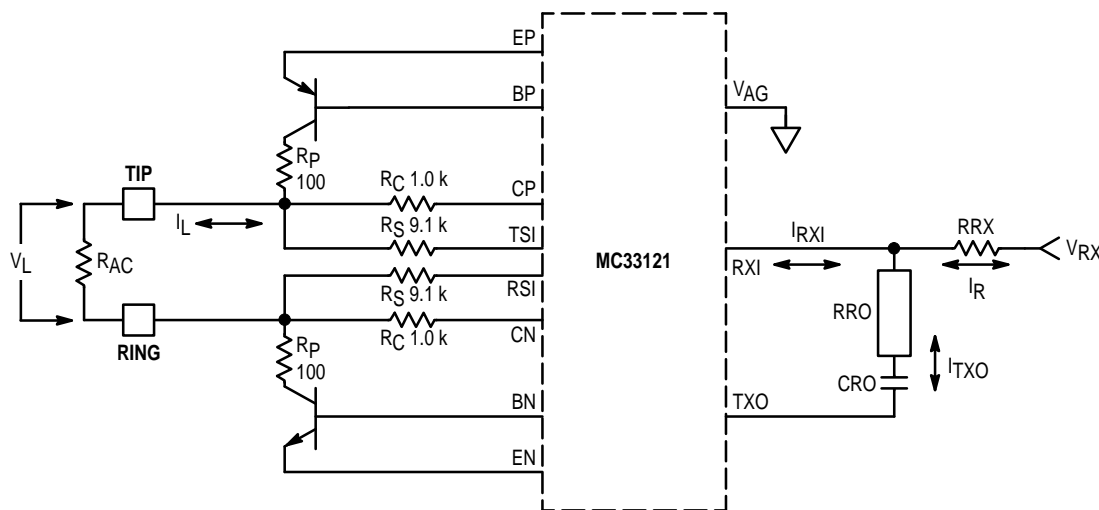 EP
BP
VAG
RP
100
TIP
RC 1.0 k
CP
IL
RS 9.1 k
TSI
IRXI
RRX
VRX
VL
RAC
MC33121
RXI
IR
RSI
RS 9.1 k
RRO
CN
RC 1.0 k
RING
RP
100
CRO
ITXO
BN
TXO
EN